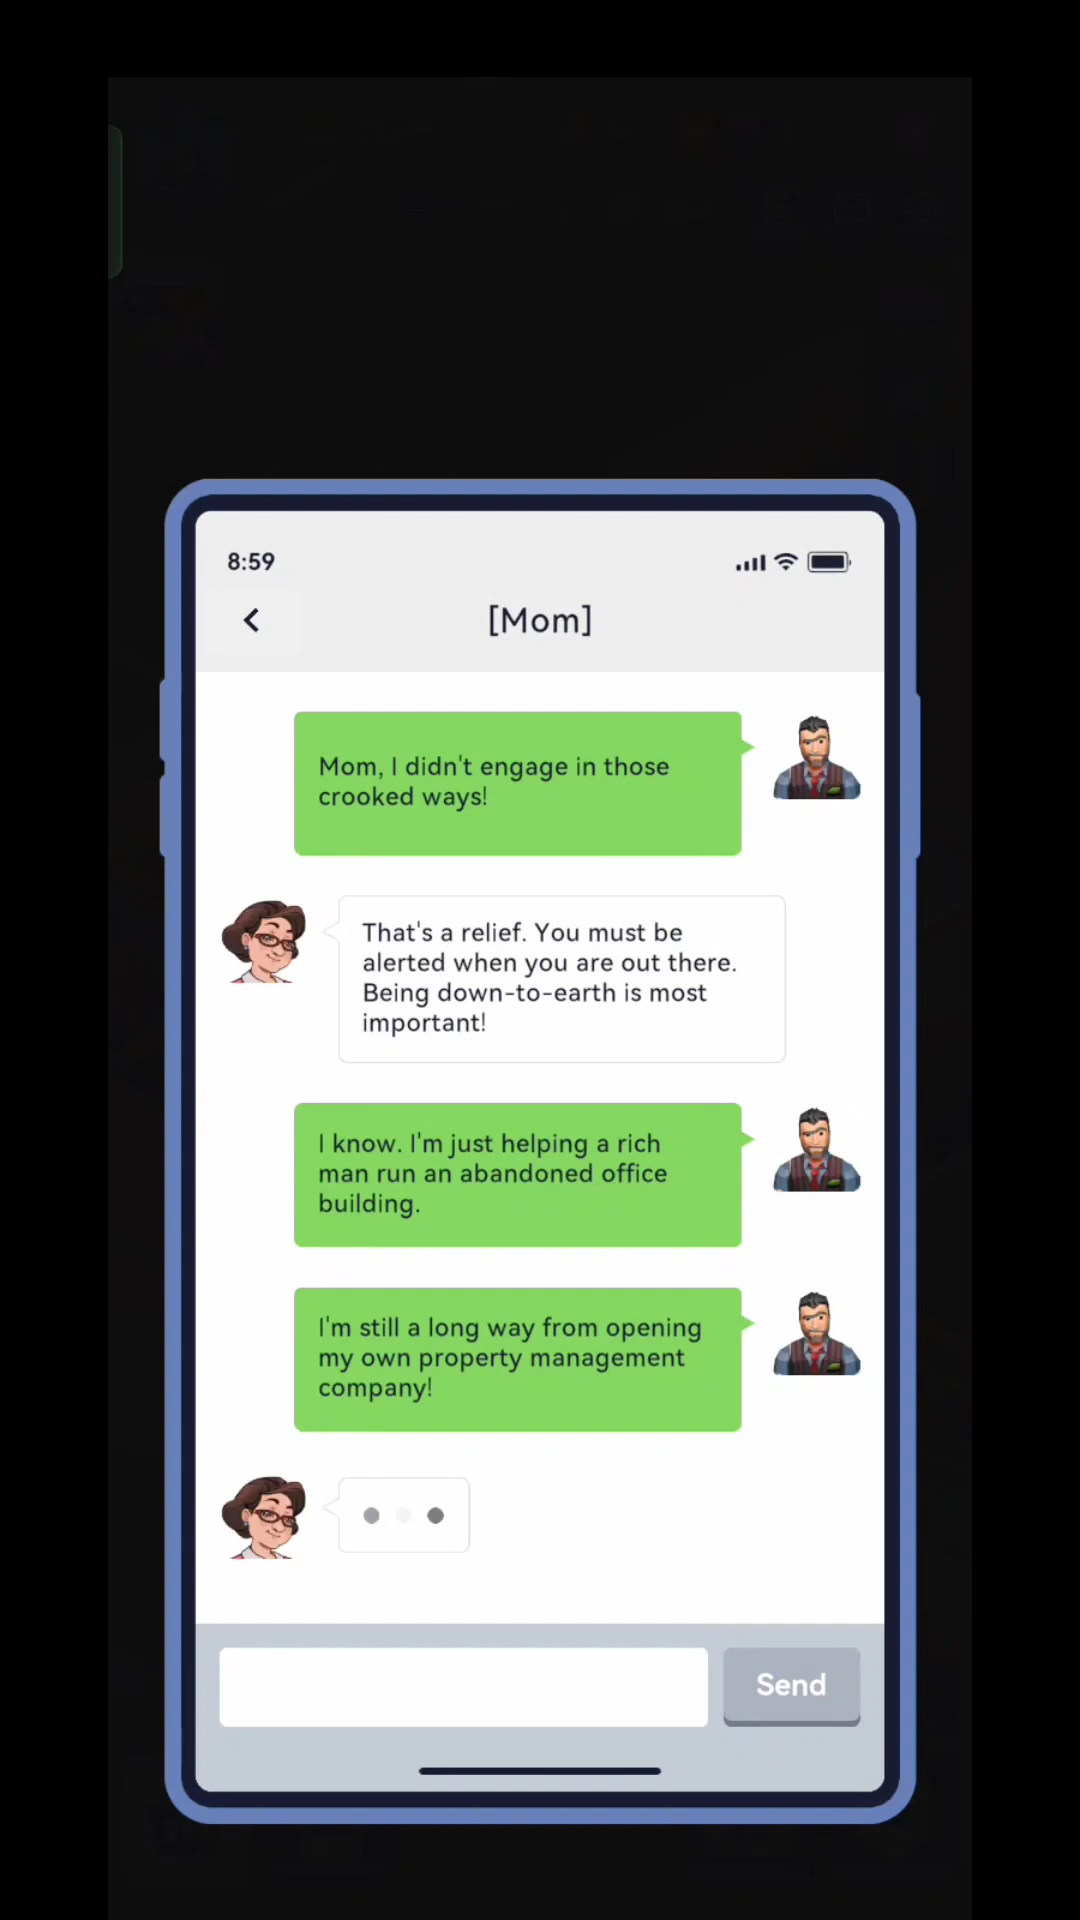 8:59
[Mom]
Mom, I didn't engage in those
crooked ways!
That's a relief. You must be
alerted when you are out there.
Being down-to-earth is most
important!
I know. I'm just helping a rich
man run an abandoned office
building.
I'm still a long way from opening
my own property management
company!
Send